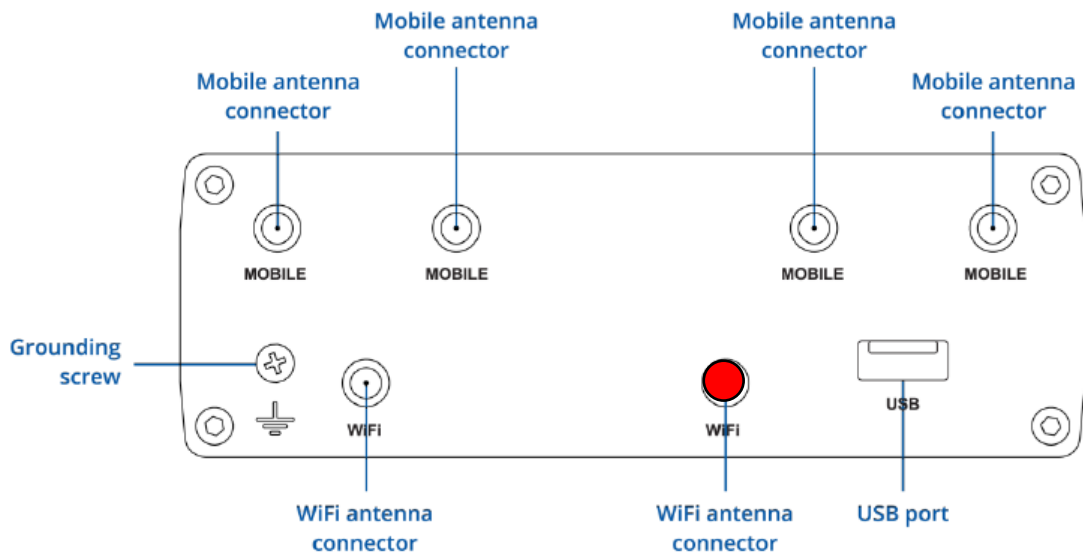 Mobile antenna
connector
Mobile antenna
connector
Mobile antenna
connector
Mobile antenna
connector
MOBILE
MOBILE
MOBILE
MOBILE
Grounding
screw
WiFi
WiFi
USB
WiFi antenna
connector
WiFi antenna
connector
USB port